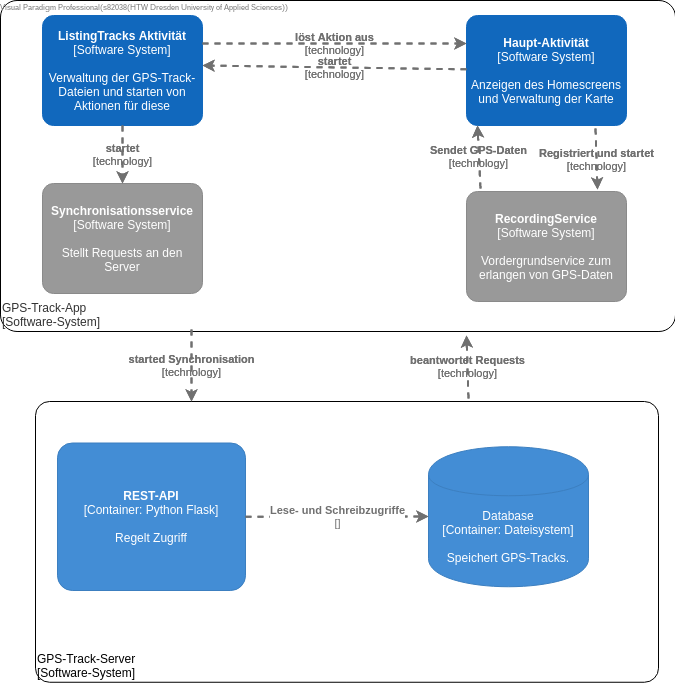 Visual Paradigm Professional(s82038(HTW Dresden University of Applied Sciences))
ListingTracks Aktivität
[Software System]
Verwaltung der GPS-Track-
Dateien und starten von
Aktionen für diese
löst Aktion aus
[technology]
startet
[technology]
Haupt-Aktivität
[Software System]
Anzeigen des Homescreens
und Verwaltung der Karte
startet
[technology]
Sendet GPS-Daten
[technology]
Registriert und startet
[technology]
Synchronisationsservice
[Software System]
Stellt Requests an den
Server
RecordingService
[Software System]
Vordergrundservice zum
erlangen von GPS-Daten
GPS-Track-App
[Software-System]
started Synchronisation
[technology]
beantwortet Requests
[technology]
REST-API
[Container: Python Flask]
Regelt Zugriff
Lese- und Schreibzugriffe
[]
Database
[Container: Dateisystem]
Speichert GPS-Tracks.
GPS-Track-Server
[Software-System]